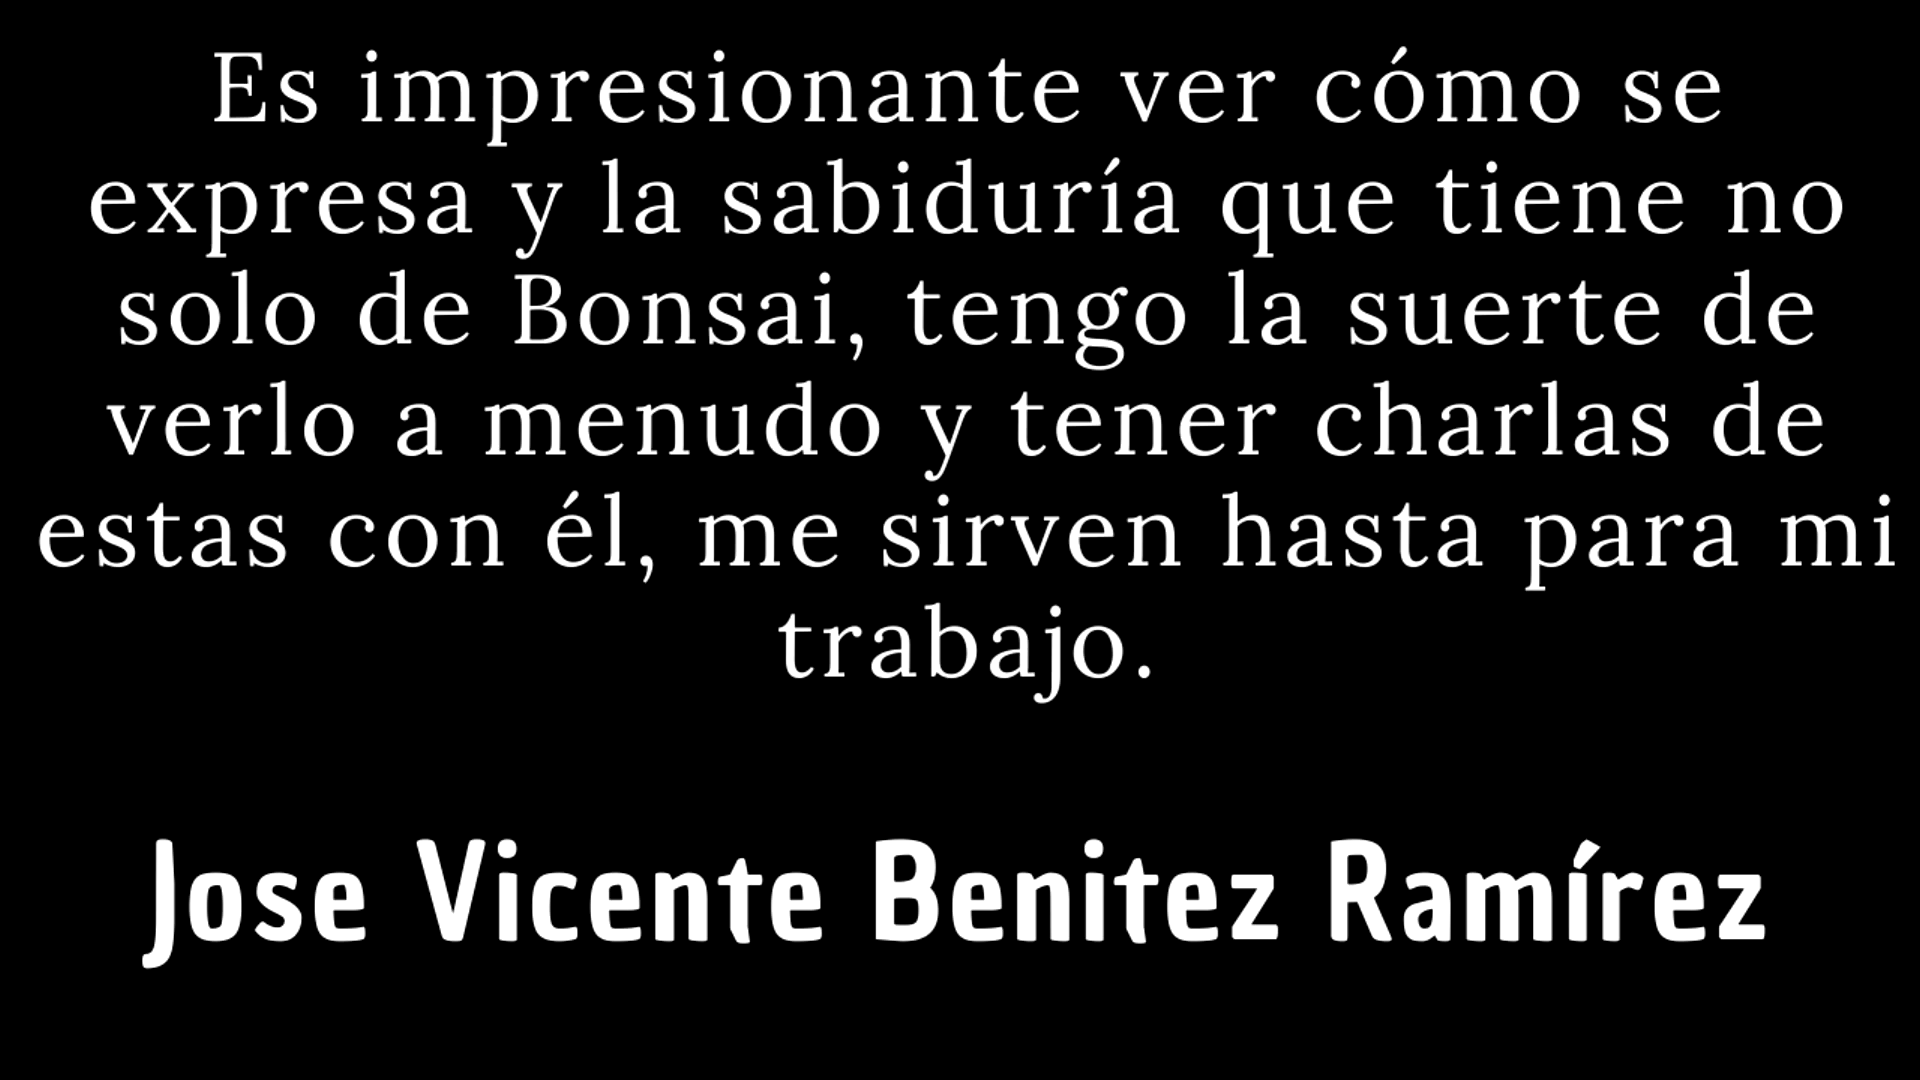 Es impresionante ver cómo se
expresa y la sabiduría que tiene no
solo de Bonsai, tengo la suerte de
verlo a menudo y tener charlas de
estas con él, me sirven hasta para mi
trabajo.
Jose Vicente Benitez Ramírez